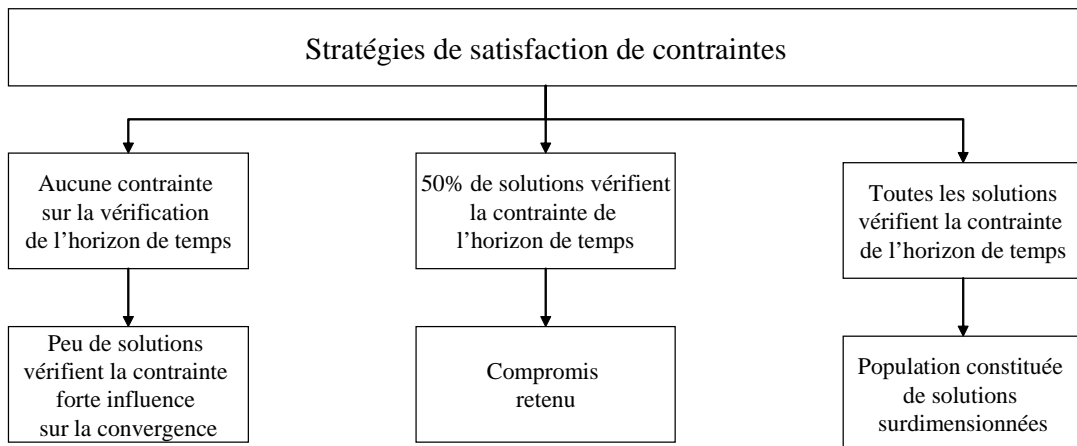 Stratégies de satisfaction de contraintes
Aucune contrainte
sur la vérification
de l’horizon de temps
50% de solutions vérifient
la contrainte de
l’horizon de temps
Toutes les solutions
vérifient la contrainte
de l’horizon de temps
Peu de solutions
vérifient la contrainte
forte influence
sur la convergence
Compromis
retenu
Population constituée
de solutions
surdimensionnées